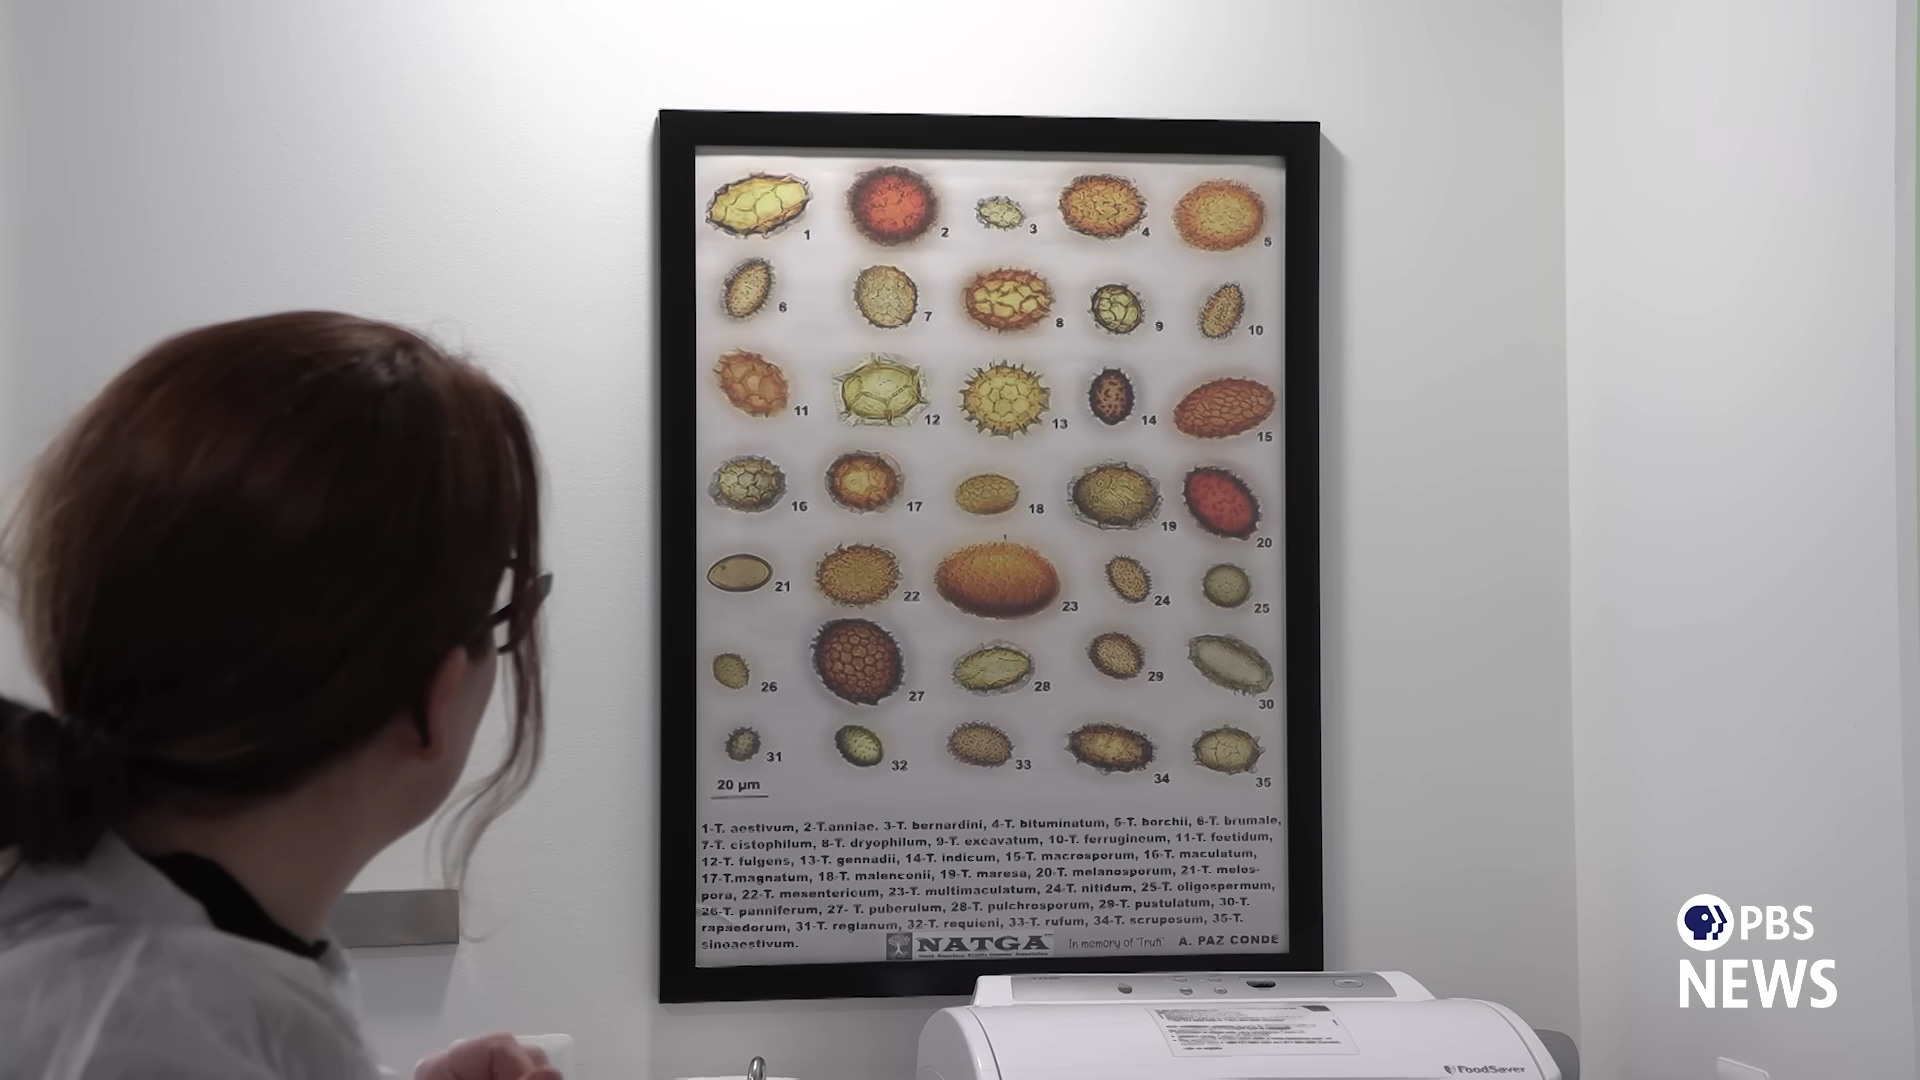 1 2 3 4 5
6 7 8 9 10
11 12 13 14 15
16 17 18 19 20
21 22 23 24 25
26 27 28 29 30
31 32 33 34 35
20 µm
1-T. aestivum, 2-T.anniae. 3-T. bernardini, 4-T. bituminatum, 5-T. borchii, 6-T. brumale,
7-T. cistophilum, 8-T. dryophilum, 9-T. excavatum, 10-T. ferrugineum, 11-T. foetidum,
12-T. fulgens, 13-T. gennadii, 14-T. indicum, 15-T. macrosporum, 16-T. maculatum,
17-T.magnatum, 18-T. malenconii, 19-T. maresa, 20-T. melanosporum, 21-T. melos-
pora, 22-T. mesentericum, 23-T. multimaculatum, 24-T. nitidum, 25-T. oligospermum,
26-T. panniferum, 27- T. puberulum, 28-T. pulchrosporum, 29-T. pustulatum, 30-T.
rapaedorum, 31-T. regianum, 32-T. requieni, 33-T. rufum, 34-T. scruposum, 35-T.
sinoaestivum.
NATGA In memory of "Trufi" A. PAZ CONDE
PBS
NEWS
FoodSaver